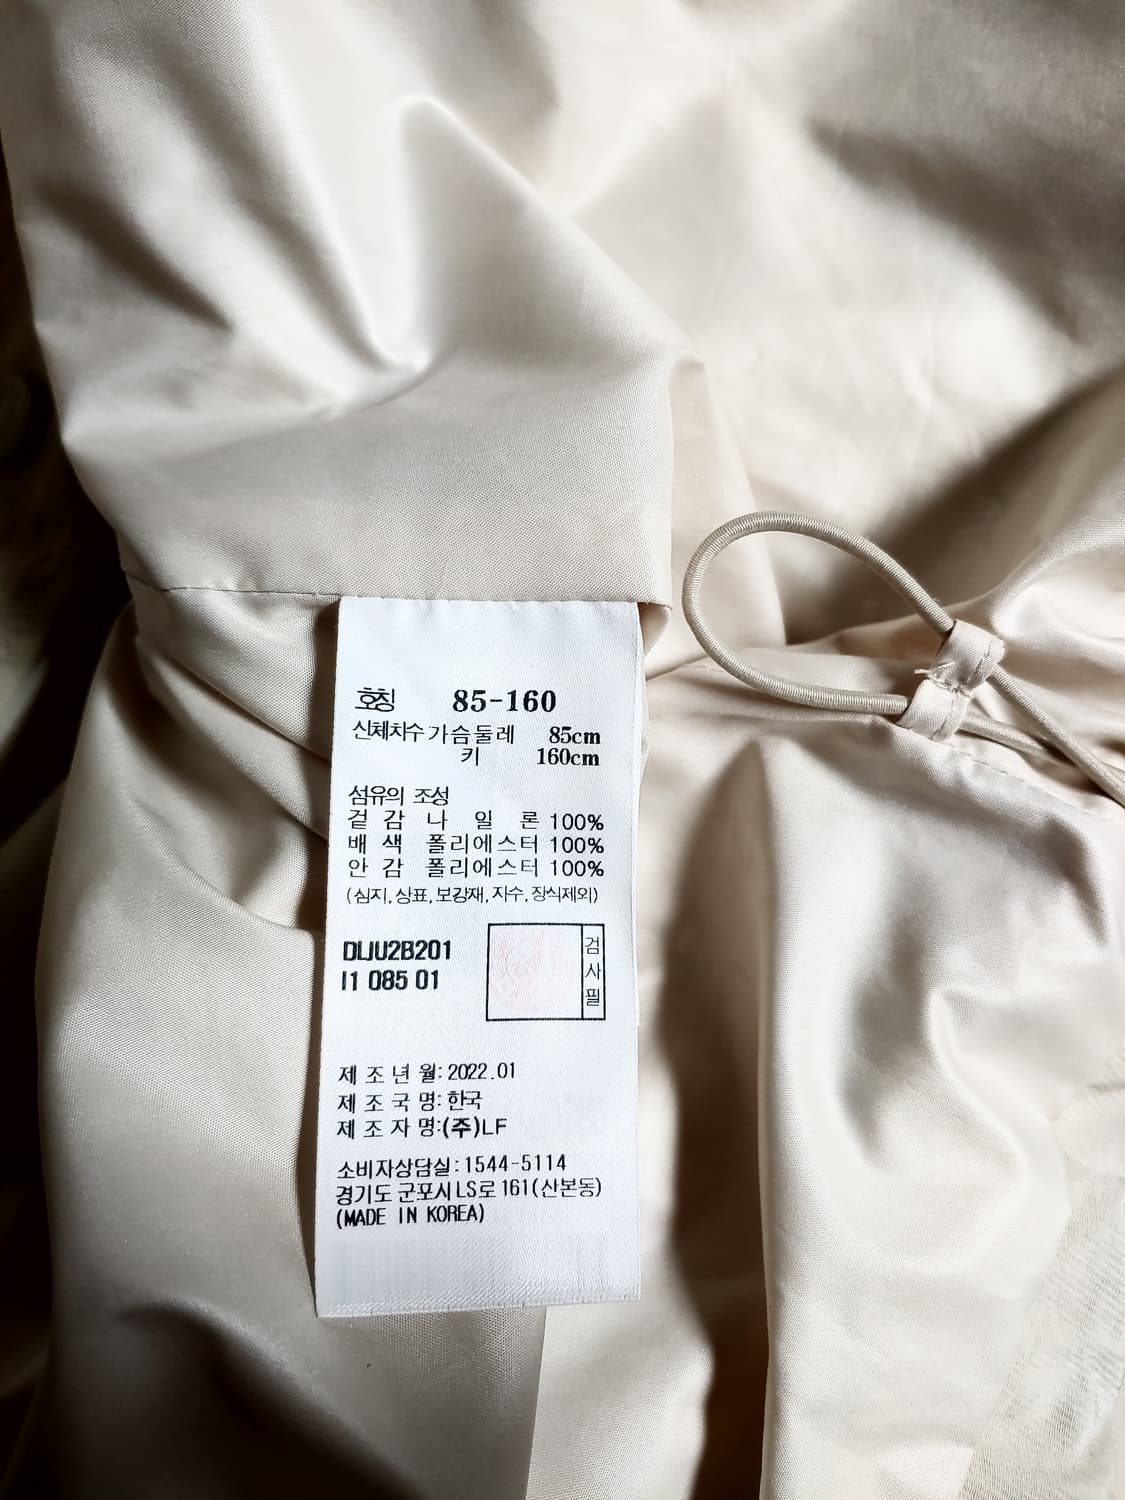 호칭 85-160
신체치수 가슴둘레 85cm
키 160cm
섬유의 조성
겉감 나일론 100%
배색 폴리에스터 100%
안감 폴리에스터 100%
(심지, 상표, 보강재, 자수, 장식제외)
DLJU2B201
I1 085 01
검사필
제조년월: 2022.01
제조국명: 한국
제조자명:(주)LF
소비자상담실: 1544-5114
경기도 군포시 LS로 161(산본동)
(MADE IN KOREA)